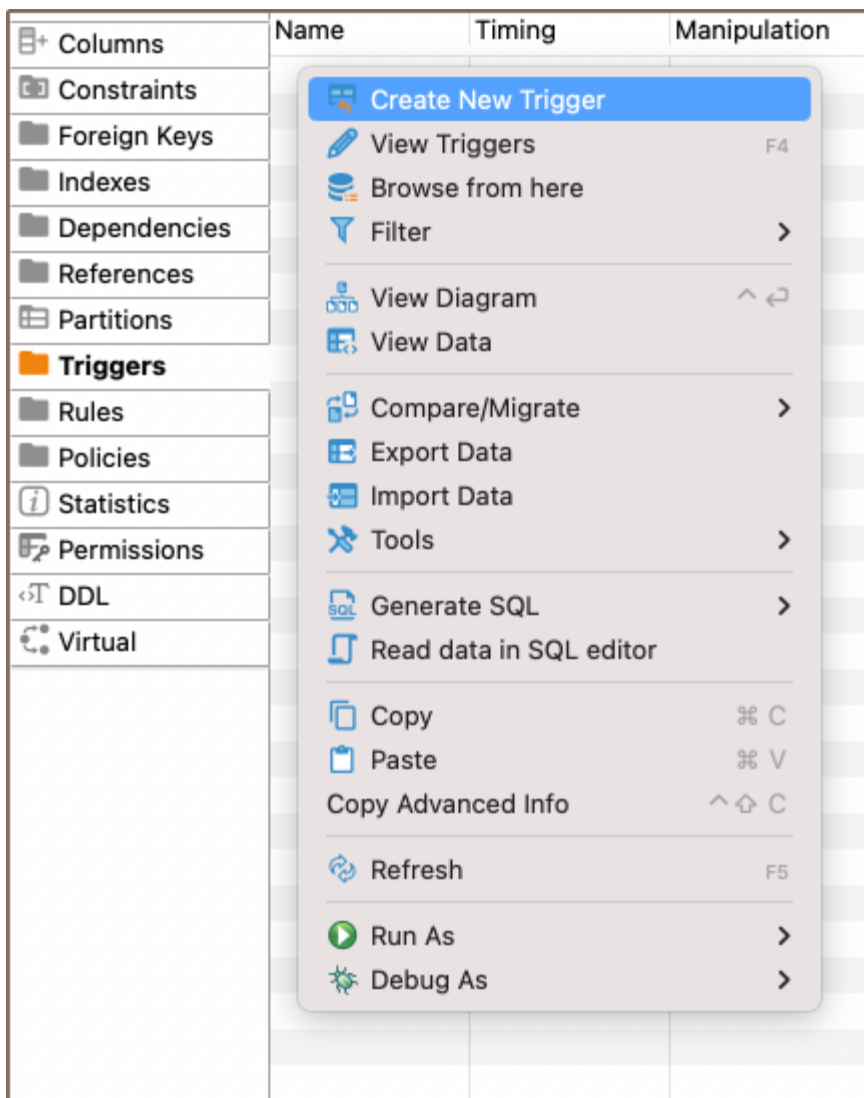 Name Timing Manipulation
Columns
Constraints
Foreign Keys
Indexes
Dependencies
References
Partitions
Triggers
Rules
Policies
Statistics
Permissions
DDL
Virtual
Create New Trigger
View Triggers F4
Browse from here
Filter
View Diagram ^ ↩
View Data
Compare/Migrate
Export Data
Import Data
Tools
Generate SQL
Read data in SQL editor
Copy ⌘ C
Paste ⌘ V
Copy Advanced Info ^ ⇧ C
Refresh F5
Run As
Debug As